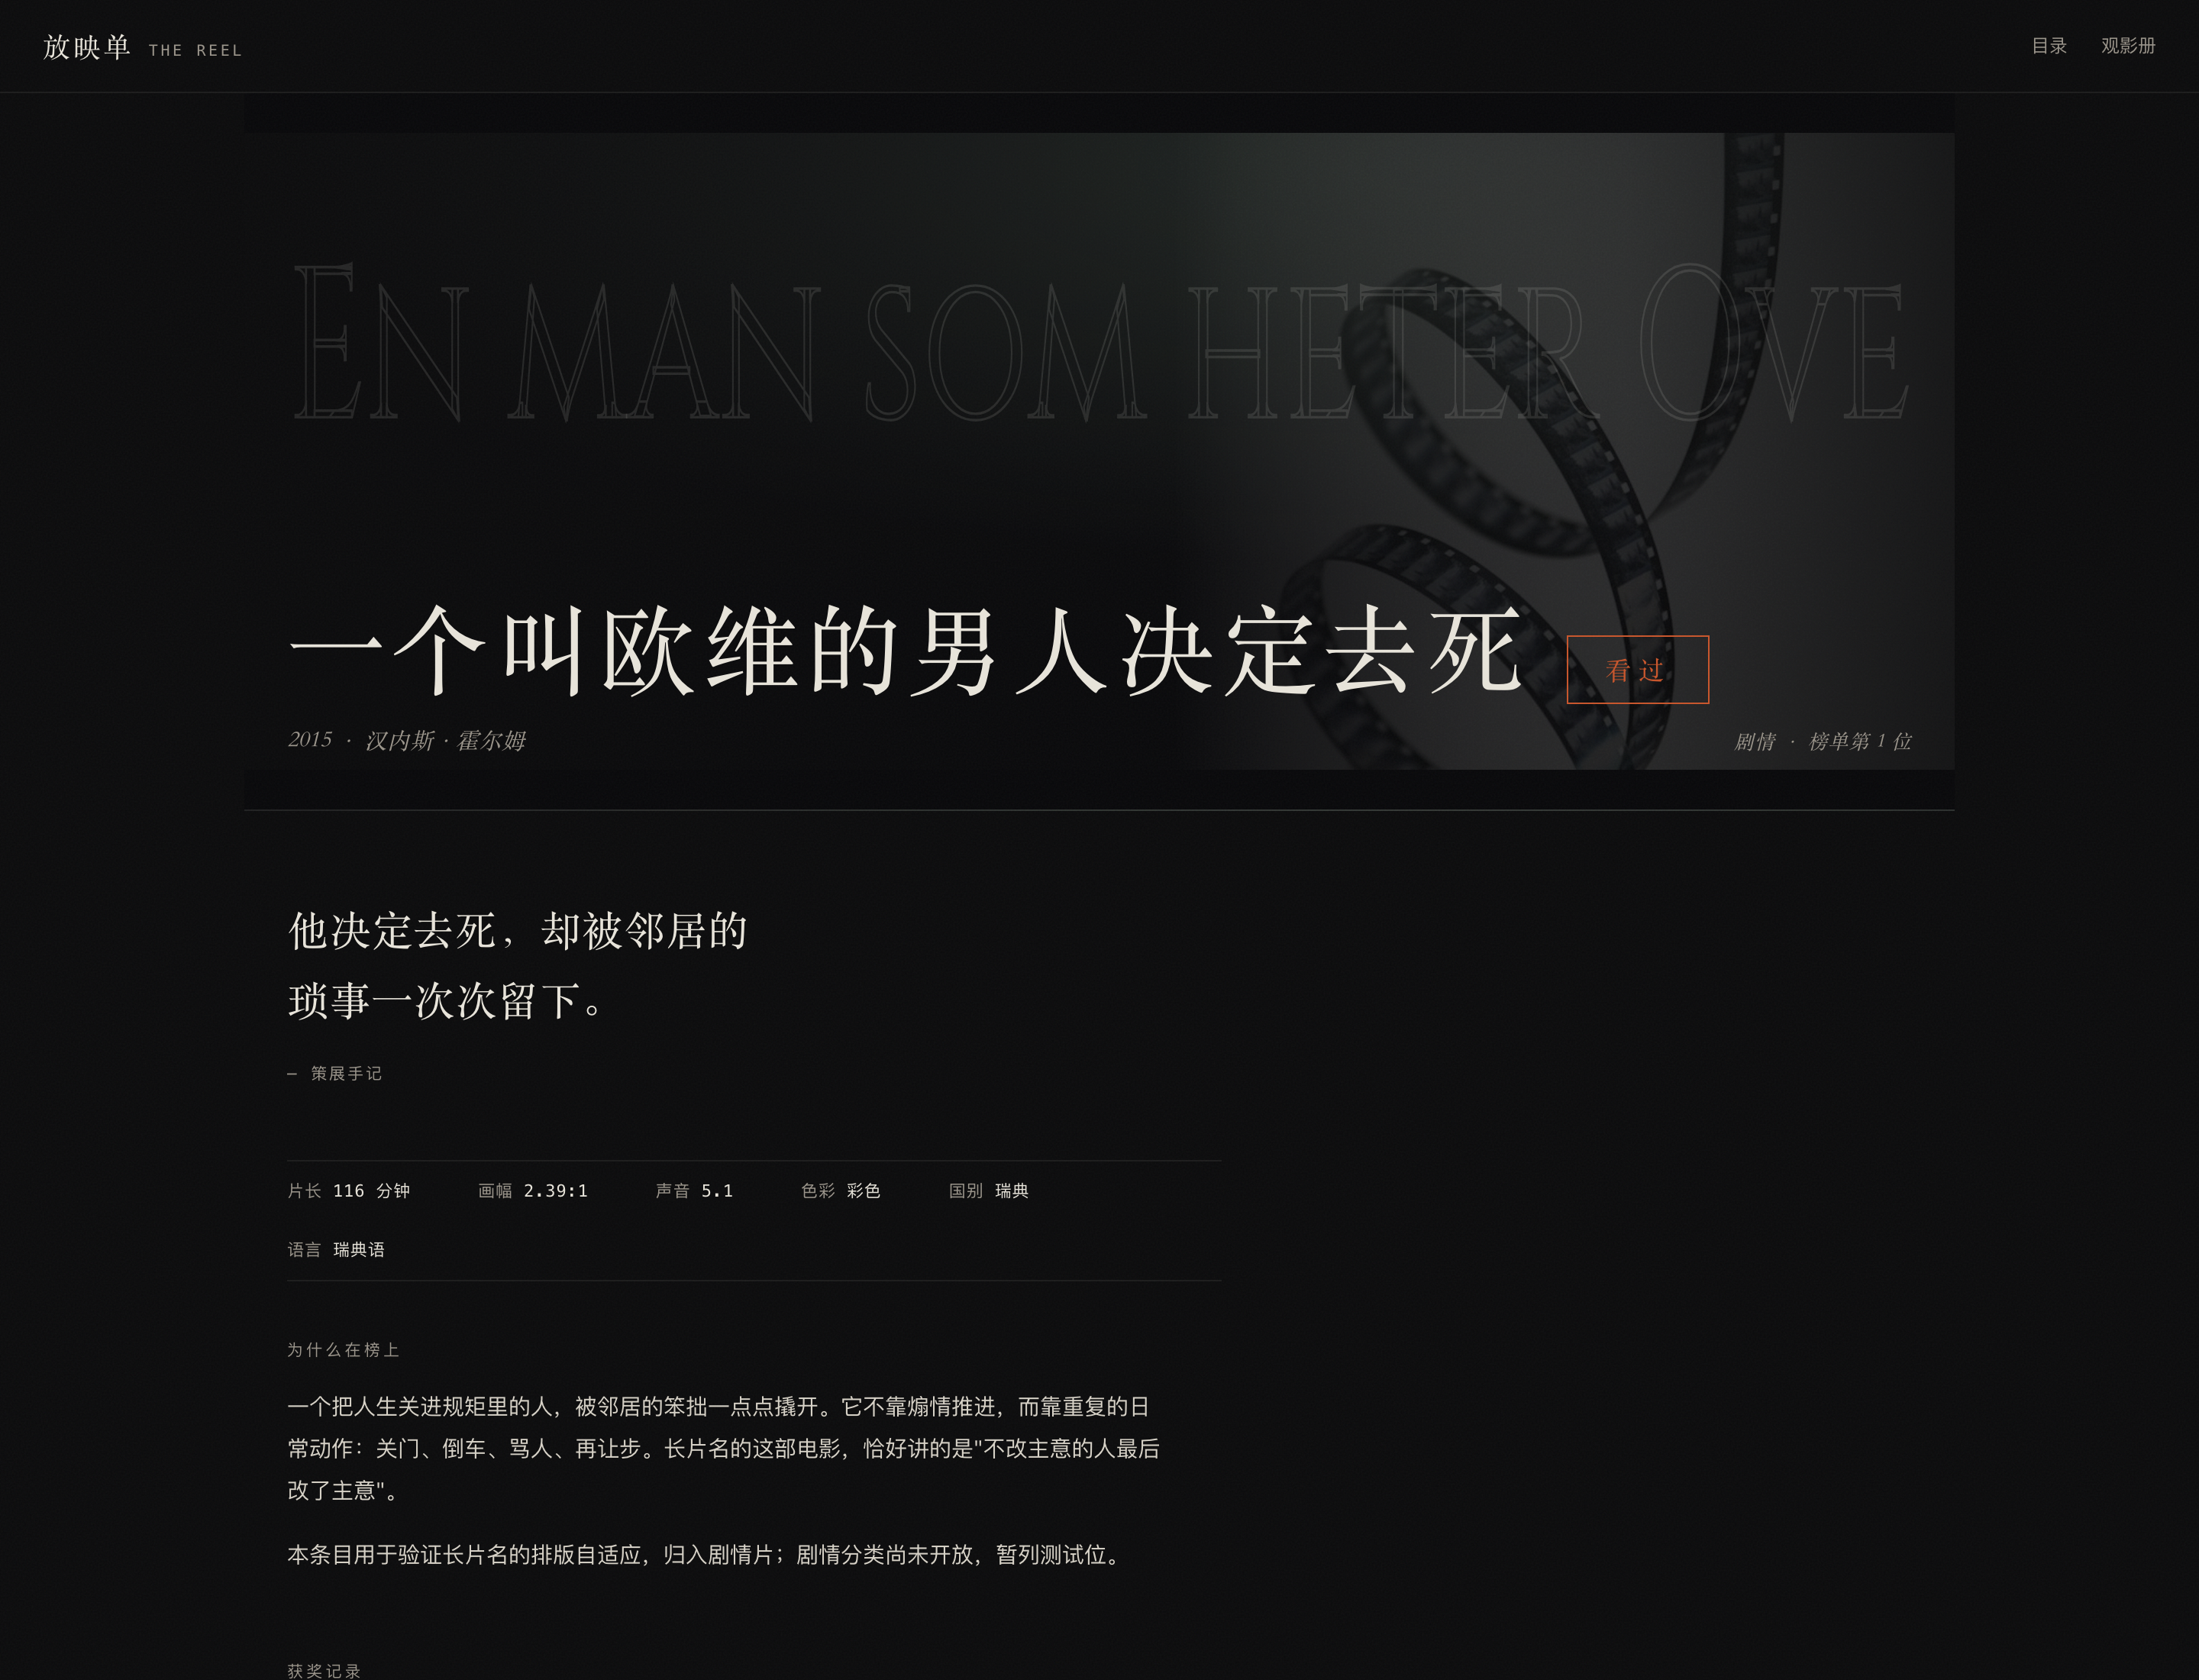 放映单 THE REEL 目录 观影册
En man som heter Ove
一个叫欧维的男人决定去死 看过
2015 · 汉内斯 · 霍尔姆 剧情 · 榜单第 1 位
他决定去死，却被邻居的
琐事一次次留下。
— 策展手记
片长 116 分钟 画幅 2.39:1 声音 5.1 色彩 彩色 国别 瑞典
语言 瑞典语
为什么在榜上
一个把人生关进规矩里的人，被邻居的笨拙一点点撬开。它不靠煽情推进，而靠重复的日
常动作：关门、倒车、骂人、再让步。长片名的这部电影，恰好讲的是"不改主意的人最后
改了主意"。
本条目用于验证长片名的排版自适应，归入剧情片；剧情分类尚未开放，暂列测试位。
获奖记录